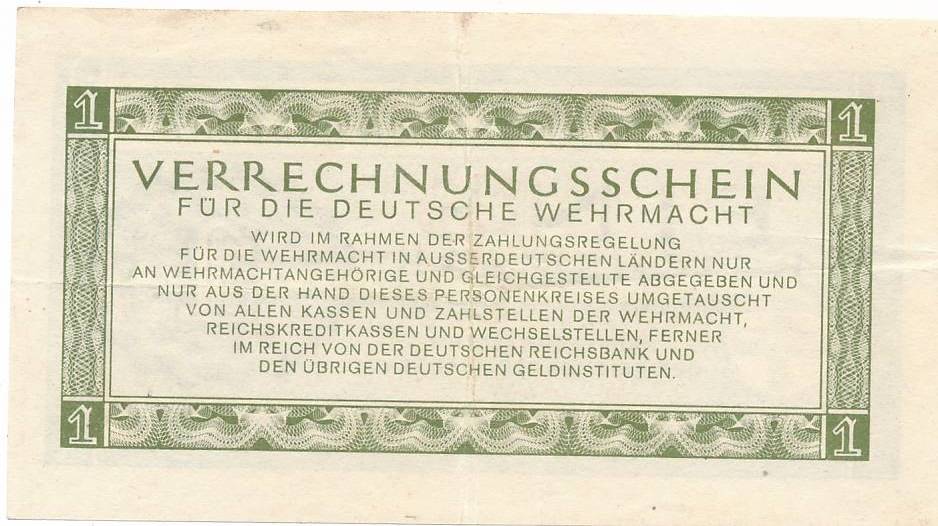 1 1
VERRECHNUNGSSCHEIN
FÜR DIE DEUTSCHE WEHRMACHT
WIRD IM RAHMEN DER ZAHLUNGSREGELUNG
FÜR DIE WEHRMACHT IN AUSSERDEUTSCHEN LÄNDERN NUR
AN WEHRMACHTANGEHÖRIGE UND GLEICHGESTELLTE ABGEGEBEN UND
NUR AUS DER HAND DIESES PERSONENKREISES UMGETAUSCHT
VON ALLEN KASSEN UND ZAHLSTELLEN DER WEHRMACHT,
REICHSKREDITKASSEN UND WECHSELSTELLEN, FERNER
IM REICH VON DER DEUTSCHEN REICHSBANK UND
DEN ÜBRIGEN DEUTSCHEN GELDINSTITUTEN.
1 1